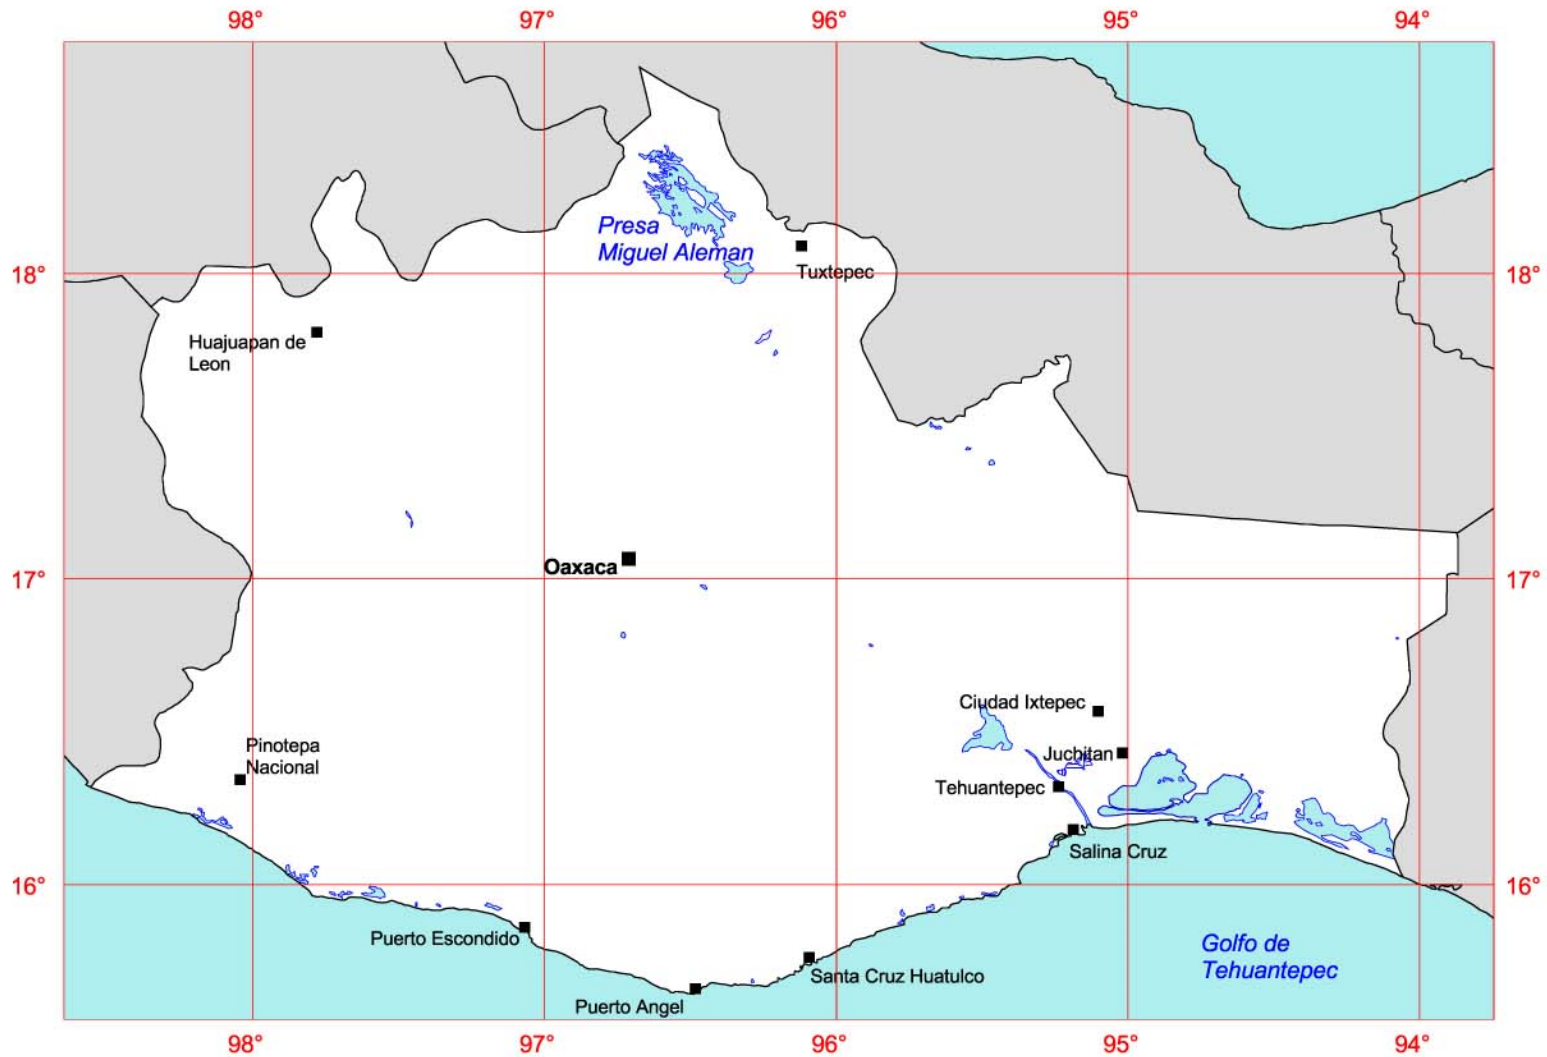 98°
97°
96°
95°
94°
Presa
Miguel Aleman
18°
Tuxtepec
18°
Huajuapan de
Leon
Oaxaca
17°
17°
Ciudad Ixtepec
Pinotepa
Nacional
Juchitan
Tehuantepec
Salina Cruz
16°
16°
Puerto Escondido
Golfo de
Tehuantepec
Santa Cruz Huatulco
Puerto Angel
98°
97°
96°
95°
94°